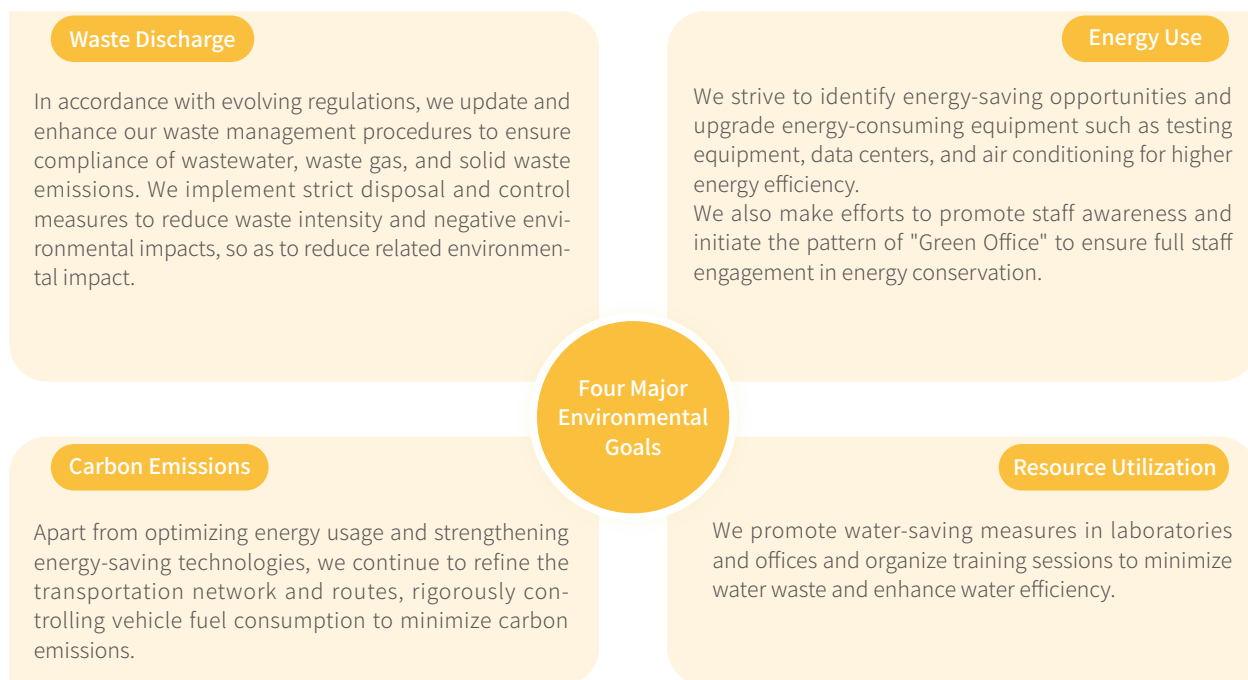 Waste Discharge
In accordance with evolving regulations, we update and
enhance our waste management procedures to ensure
compliance of wastewater, waste gas, and solid waste
emissions. We implement strict disposal and control
measures to reduce waste intensity and negative envi-
ronmental impacts, so as to reduce related environmen-
tal impact.
Energy Use
We strive to identify energy-saving opportunities and
upgrade energy-consuming equipment such as testing
equipment, data centers, and air conditioning for higher
energy efficiency.
We also make efforts to promote staff awareness and
initiate the pattern of "Green Office" to ensure full staff
engagement in energy conservation.
Four Major
Environmental
Goals
Carbon Emissions
Apart from optimizing energy usage and strengthening
energy-saving technologies, we continue to refine the
transportation network and routes, rigorously con-
trolling vehicle fuel consumption to minimize carbon
emissions.
Resource Utilization
We promote water-saving measures in laboratories
and offices and organize training sessions to minimize
water waste and enhance water efficiency.